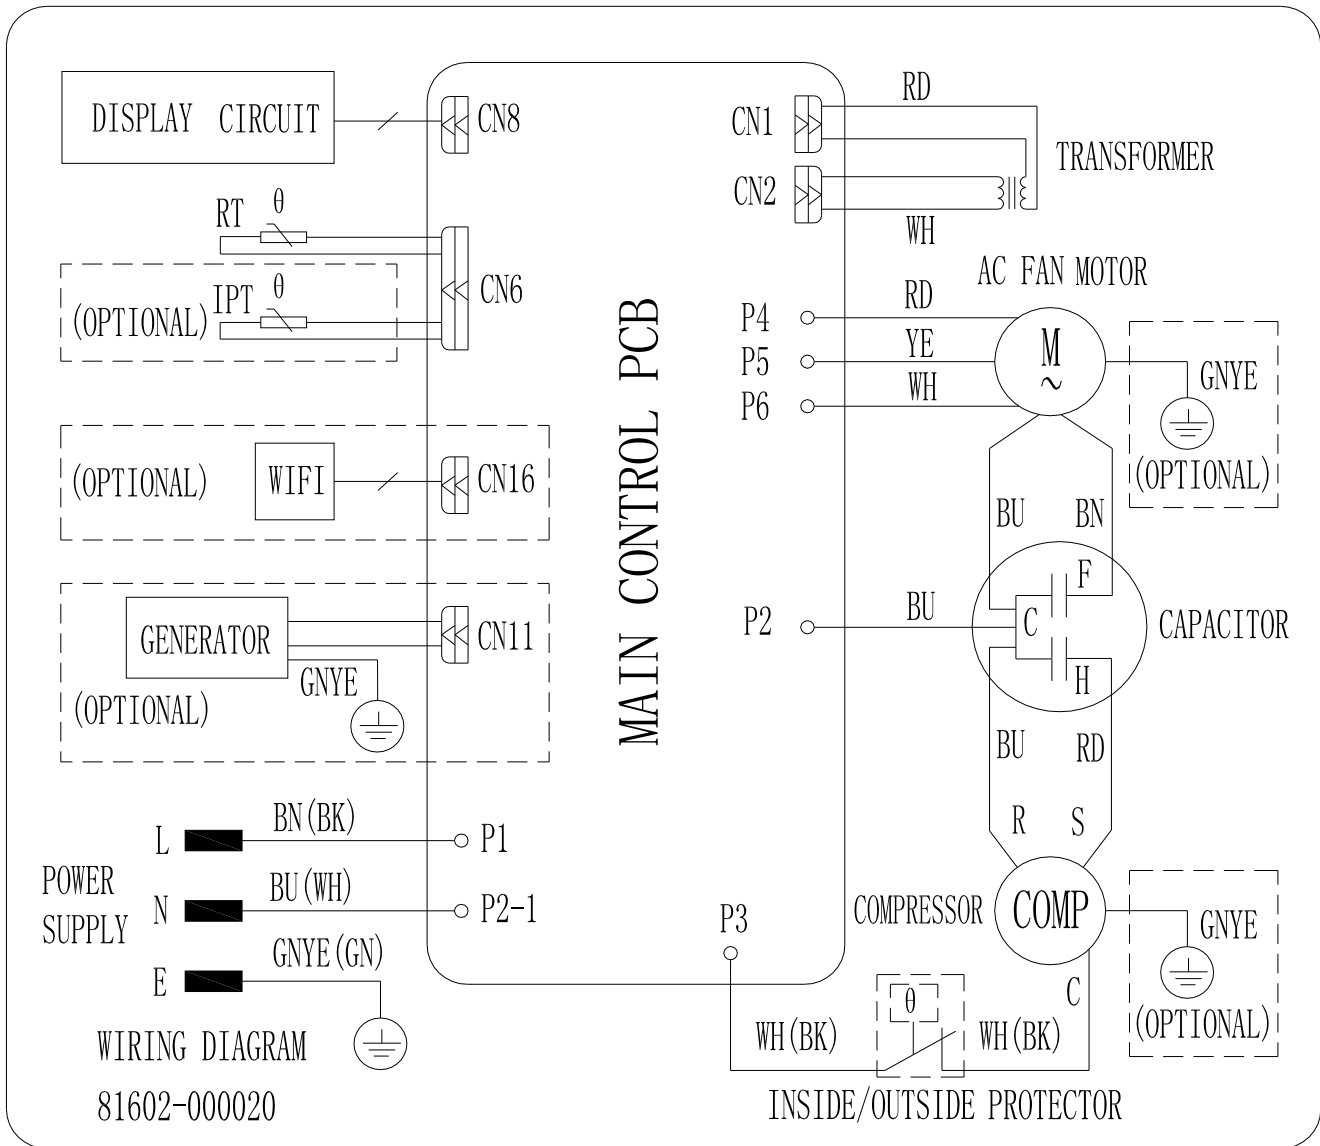 DISPLAY CIRCUIT
CN8
RT
θ
CN6
(OPTIONAL)
IPT
θ
(OPTIONAL)
WIFI
CN16
GENERATOR
CN11
GNYE
(OPTIONAL)
MAIN CONTROL PCB
CN1
RD
TRANSFORMER
CN2
WH
AC FAN MOTOR
P4
RD
P5
YE
P6
WH
M
~
GNYE
(OPTIONAL)
BU
BN
F
P2
BU
C
CAPACITOR
H
BU
RD
R
S
COMPRESSOR
COMP
GNYE
(OPTIONAL)
C
POWER
SUPPLY
L
BN(BK)
P1
N
BU(WH)
P2-1
E
GNYE(GN)
P3
θ
WH(BK)
WH(BK)
INSIDE/OUTSIDE PROTECTOR
WIRING DIAGRAM
81602-000020